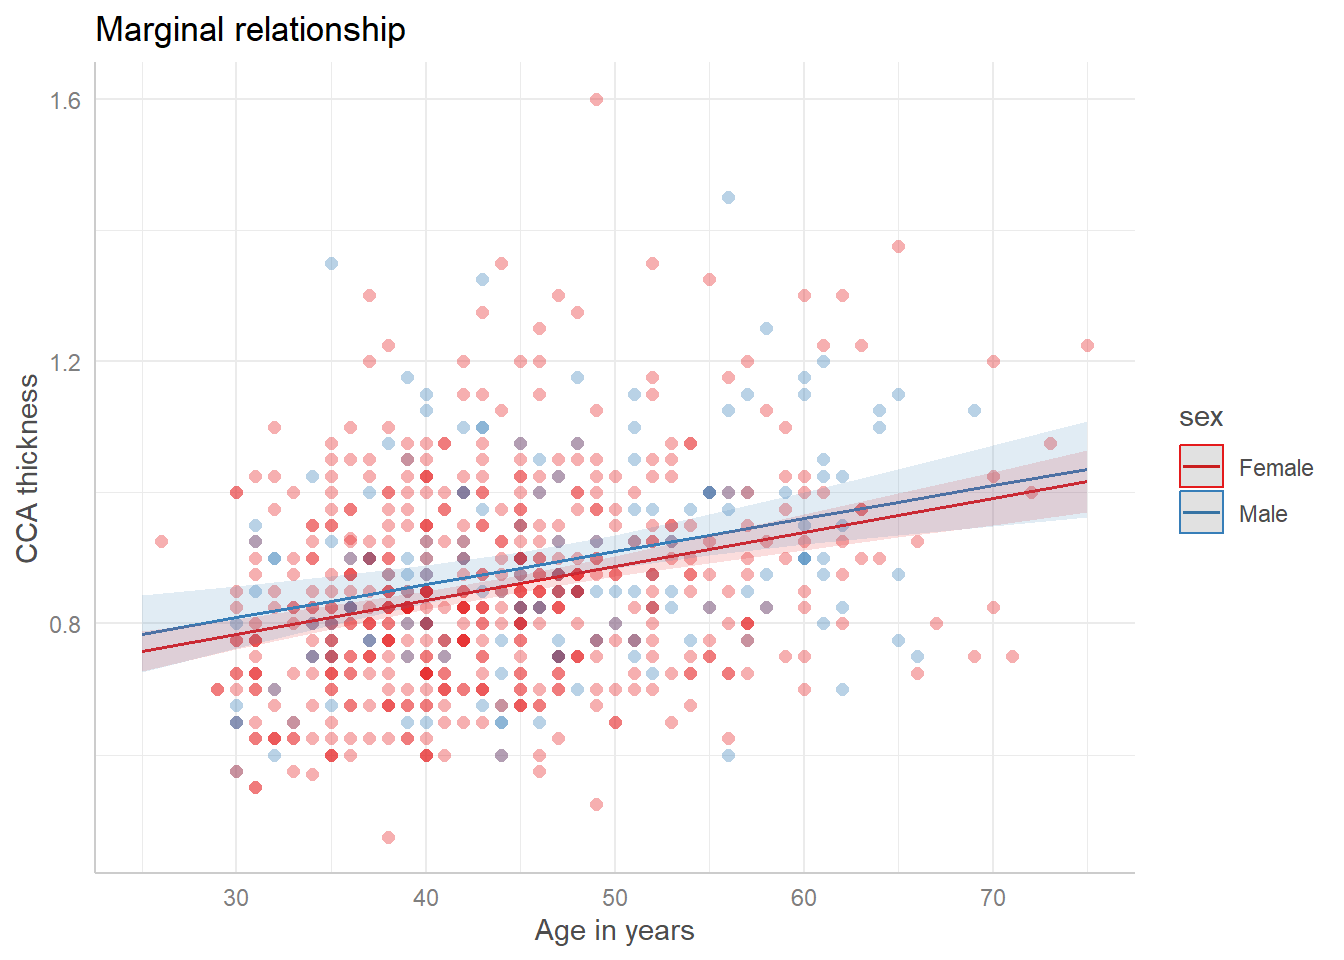 Marginal relationship
1.6
1.2
0.8
CCA thickness
30 40 50 60 70
Age in years
sex
Female
Male